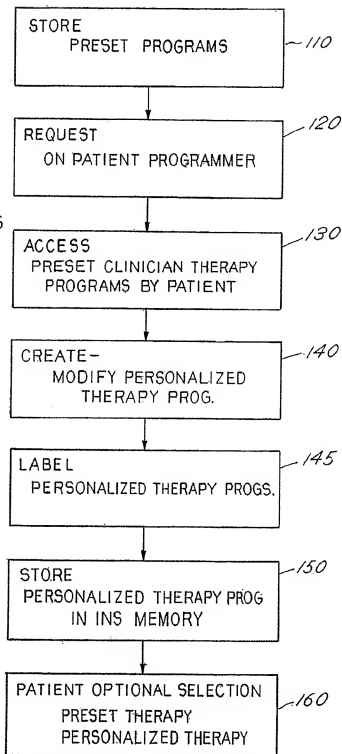 STORE
PRESET PROGRAMS
110
REQUEST
ON PATIENT PROGRAMMER
120
ACCESS
PRESET CLINICIAN THERAPY
PROGRAMS BY PATIENT
130
CREATE-
MODIFY PERSONALIZED
THERAPY PROG.
140
LABEL
PERSONALIZED THERAPY PROGS.
145
STORE
PERSONALIZED THERAPY PROG
IN INS MEMORY
150
PATIENT OPTIONAL SELECTION
PRESET THERAPY
PERSONALIZED THERAPY
160